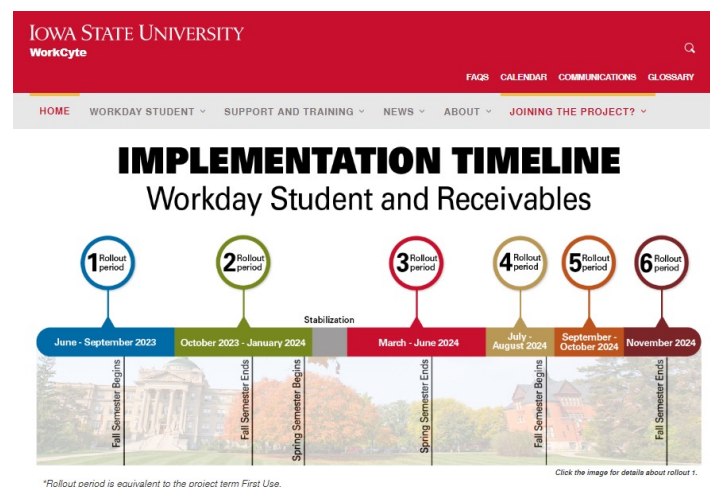 IOWA STATE UNIVERSITY
WorkCyte
FAQS CALENDAR COMMUNICATIONS GLOSSARY
HOME WORKDAY STUDENT SUPPORT AND TRAINING NEWS ABOUT JOINING THE PROJECT?
IMPLEMENTATION TIMELINE
Workday Student and Receivables
1 Rollout period
2 Rollout period
3 Rollout period
4 Rollout period
5 Rollout period
6 Rollout period
Stabilization
June - September 2023
October 2023 - January 2024
March - June 2024
July -
August 2024
September -
October 2024
November 2024
Fall Semester Begins
Fall Semester Ends
Spring Semester Begins
Spring Semester Ends
Fall Semester Begins
Fall Semester Ends
Click the image for details about rollout 1.
*Rollout period is equivalent to the project term First Use.